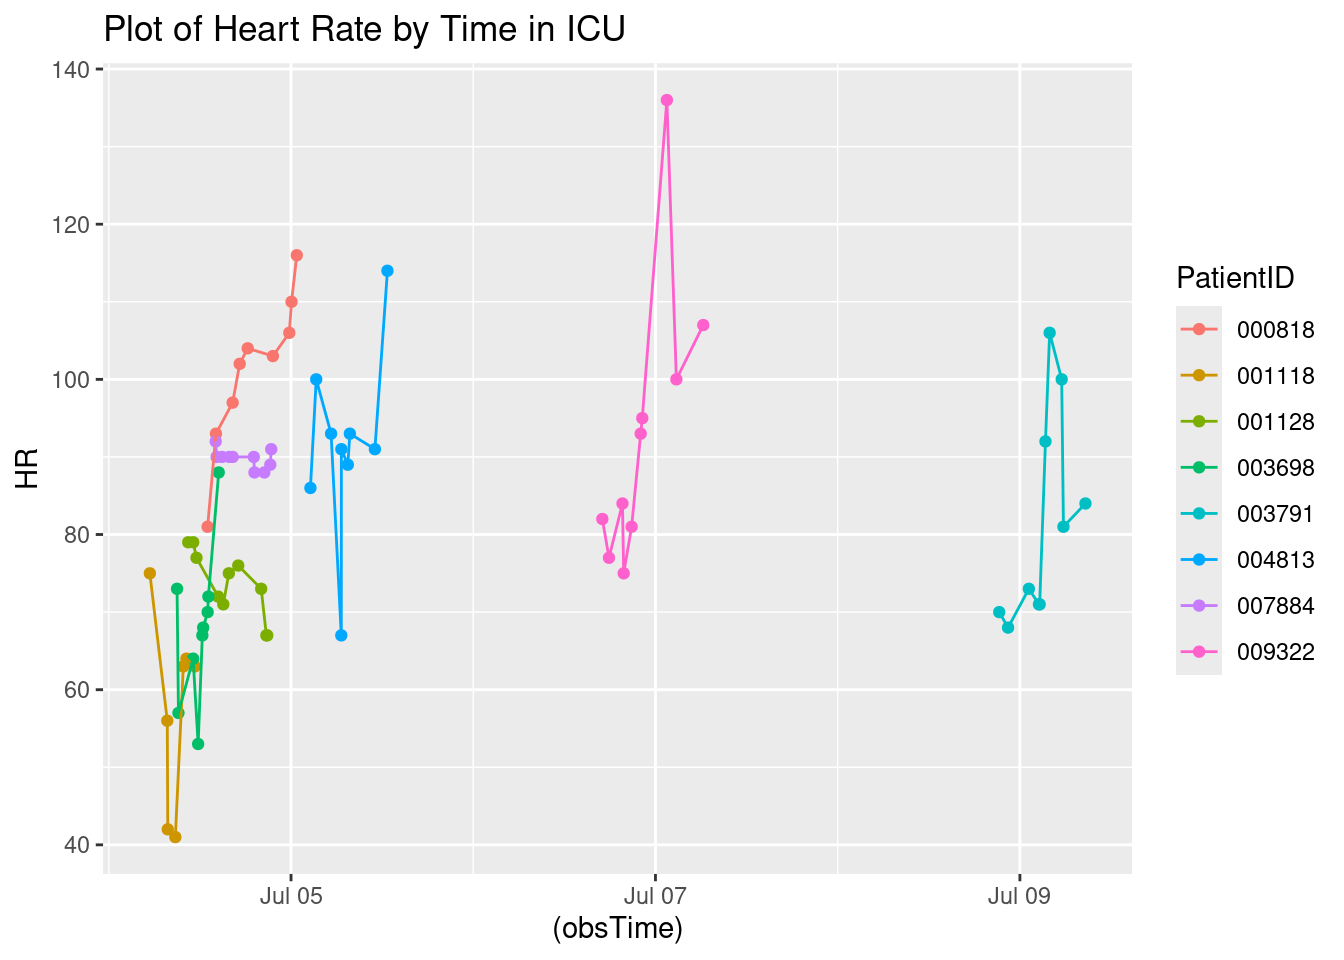 Plot of Heart Rate by Time in ICU
140
120
100
80
60
40
HR
Jul 05
Jul 07
Jul 09
(obsTime)
PatientID
000818
001118
001128
003698
003791
004813
007884
009322